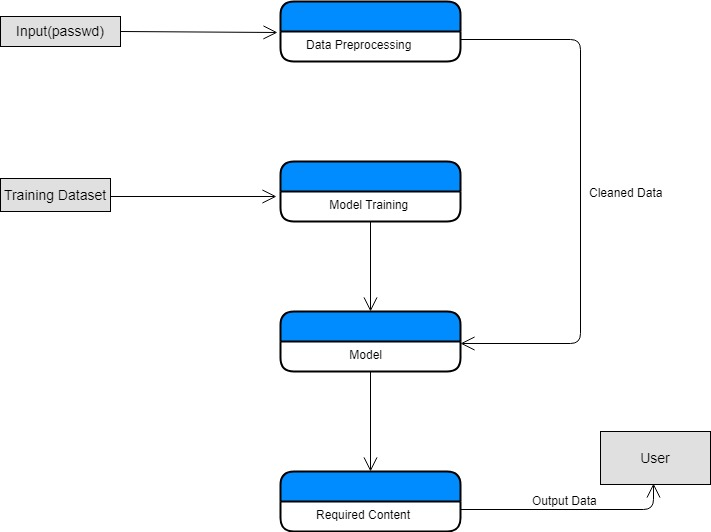 Input(passwd)
Data Preprocessing
Training Dataset
Cleaned Data
Model Training
Model
User
Output Data
Required Content